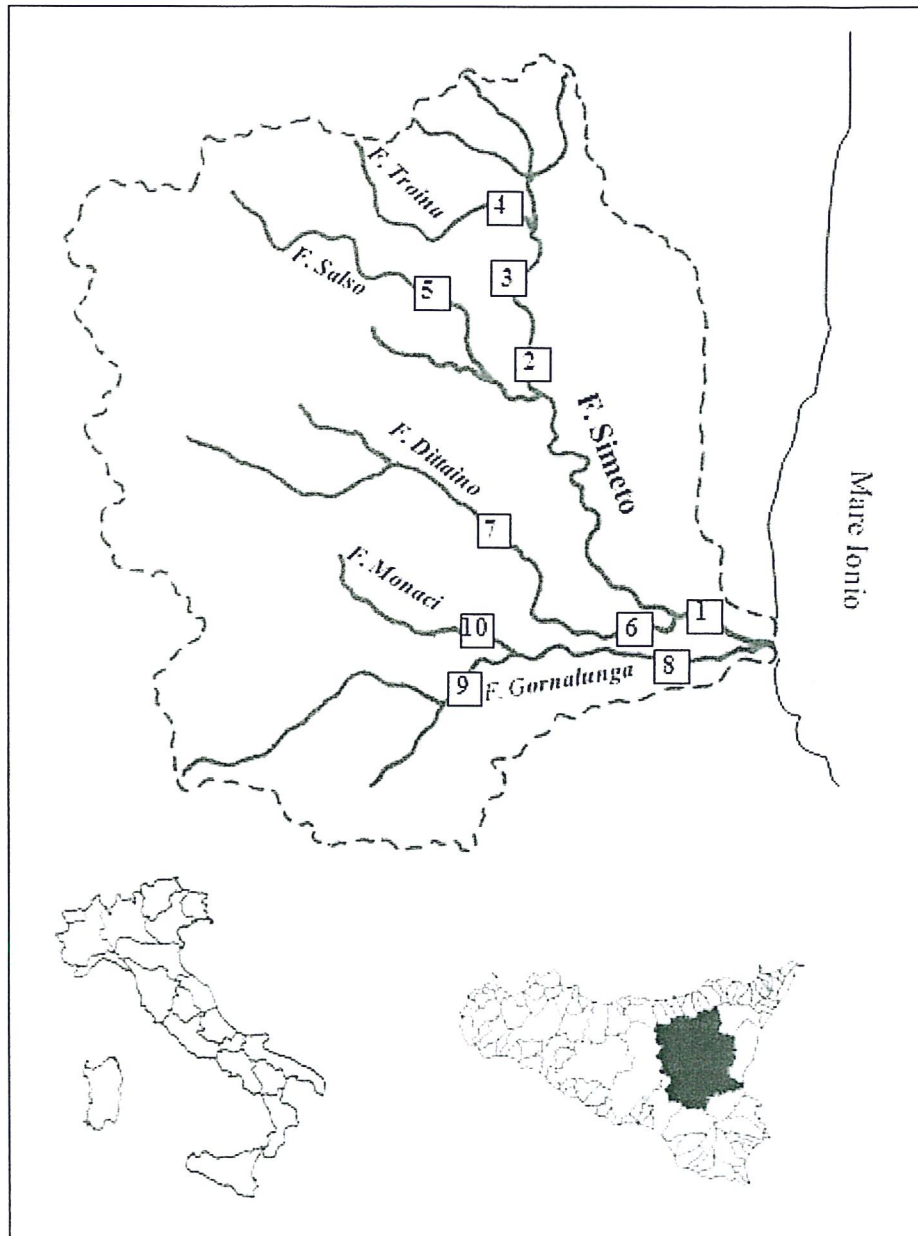 F. Troina
4
F. Salso
5
3
2
F. Simeto
F. Dittaino
7
Mare Ionio
F. Monaci
10
6
1
9
F. Gornalunga
8